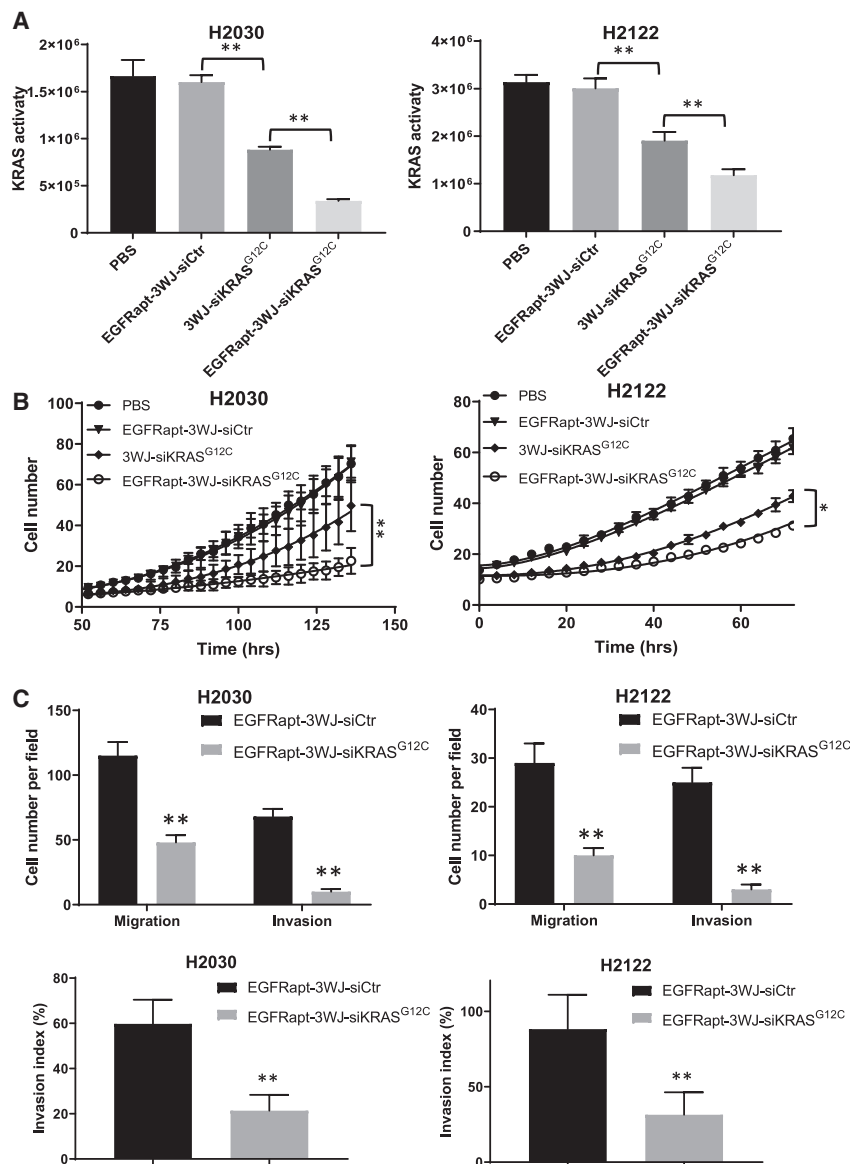 A
H2030
KRAS activaty
2×10⁶
1.5×10⁶
1×10⁶
5×10⁵
0
**
**
PBS
EGFRapt-3WJ-siCtr
3WJ-siKRAS^G12C
EGFRapt-3WJ-siKRAS^G12C
H2122
KRAS activaty
4×10⁶
3×10⁶
2×10⁶
1×10⁶
0
**
**
PBS
EGFRapt-3WJ-siCtr
3WJ-siKRAS^G12C
EGFRapt-3WJ-siKRAS^G12C
B
H2030
Cell number
100
80
60
40
20
0
PBS
EGFRapt-3WJ-siCtr
3WJ-siKRAS^G12C
EGFRapt-3WJ-siKRAS^G12C
**
50 75 100 125 150
Time (hrs)
H2122
Cell number
80
60
40
20
0
PBS
EGFRapt-3WJ-siCtr
3WJ-siKRAS^G12C
EGFRapt-3WJ-siKRAS^G12C
*
0 20 40 60
Time (hrs)
C
H2030
Cell number per field
150
100
50
0
EGFRapt-3WJ-siCtr
EGFRapt-3WJ-siKRAS^G12C
**
**
Migration Invasion
H2122
Cell number per field
40
30
20
10
0
EGFRapt-3WJ-siCtr
EGFRapt-3WJ-siKRAS^G12C
**
**
Migration Invasion
H2030
Invasion index (%)
80
60
40
20
0
EGFRapt-3WJ-siCtr
EGFRapt-3WJ-siKRAS^G12C
**
H2122
Invasion index (%)
100
50
0
EGFRapt-3WJ-siCtr
EGFRapt-3WJ-siKRAS^G12C
**